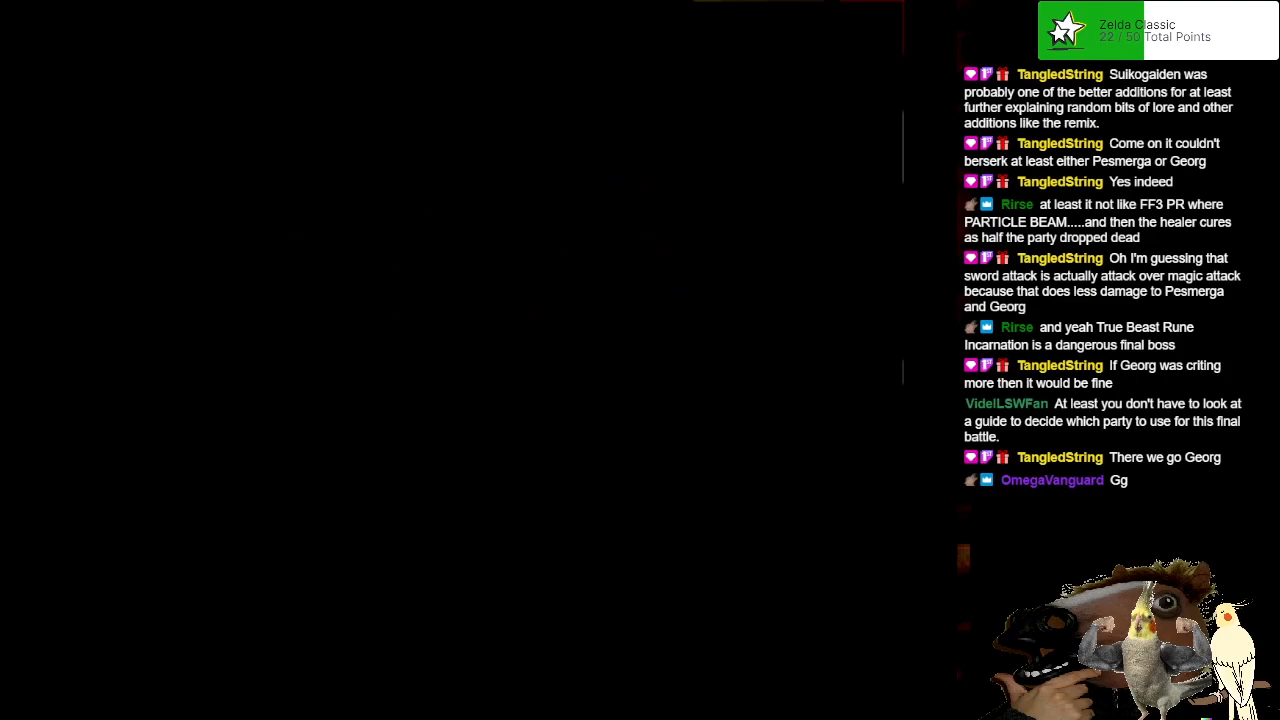 Zelda Classic
22 / 50 Total Points
TangledString Suikogaiden was
probably one of the better additions for at least
further explaining random bits of lore and other
additions like the remix.
TangledString Come on it couldn't
berserk at least either Pesmerga or Georg
TangledString Yes indeed
Rirse at least it not like FF3 PR where
PARTICLE BEAM.....and then the healer cures
as half the party dropped dead
TangledString Oh I'm guessing that
sword attack is actually attack over magic attack
because that does less damage to Pesmerga
and Georg
Rirse and yeah True Beast Rune
Incarnation is a dangerous final boss
TangledString If Georg was criting
more then it would be fine
VidelLSWFan At least you don't have to look at
a guide to decide which party to use for this final
battle.
TangledString There we go Georg
OmegaVanguard Gg